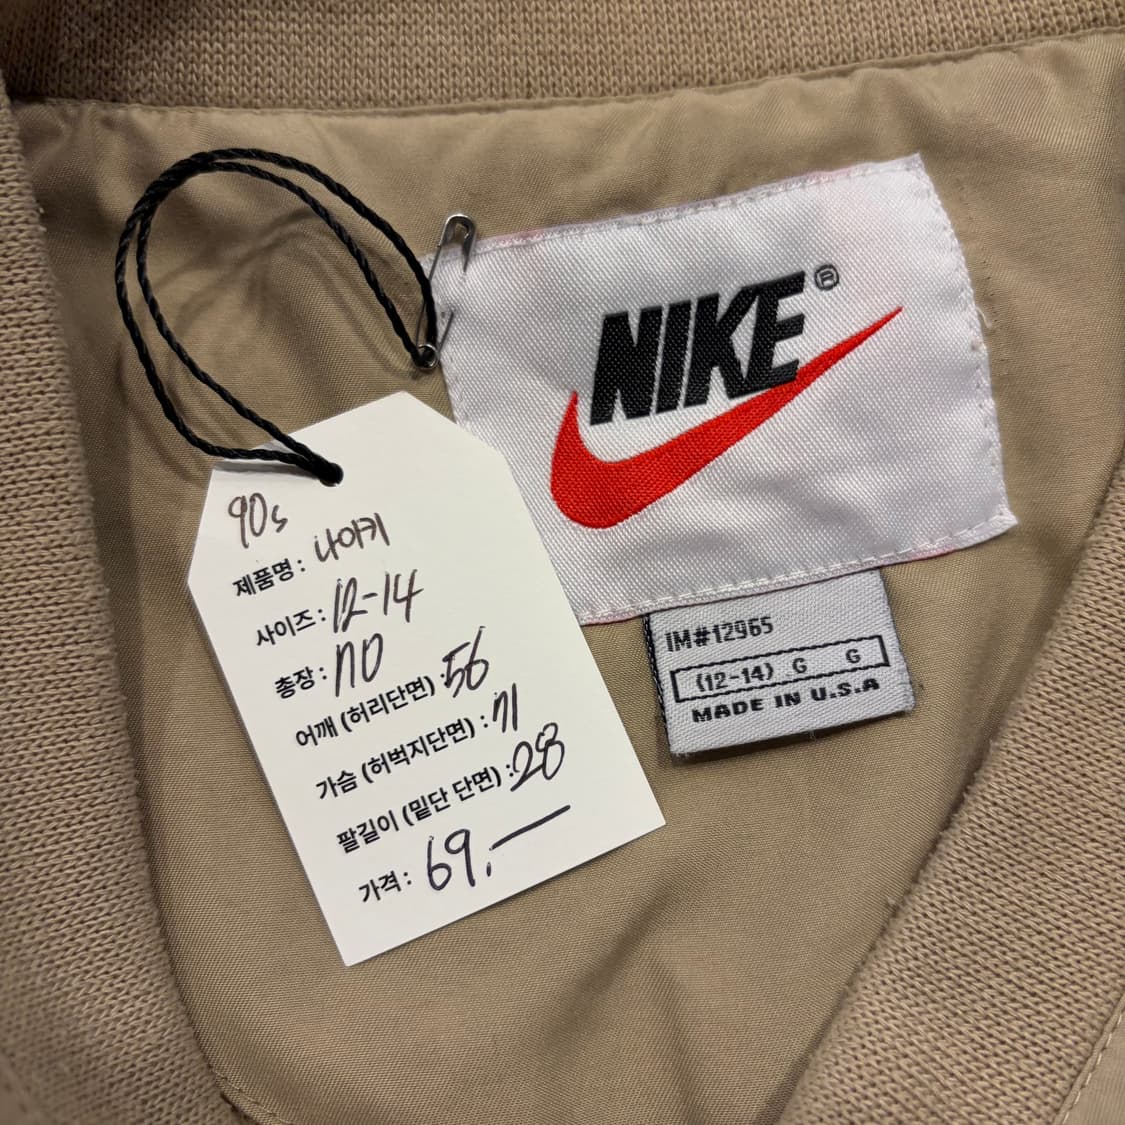 NIKE®
IM#12965
(12-14) G G
MADE IN U.S.A
90s
제품명 : 나이키
사이즈 : 12-14
총장 : 70
어깨 (허리단면) : 56
가슴 (허벅지단면) : 71
팔길이 (밑단 단면) : 28
가격 : 69,—